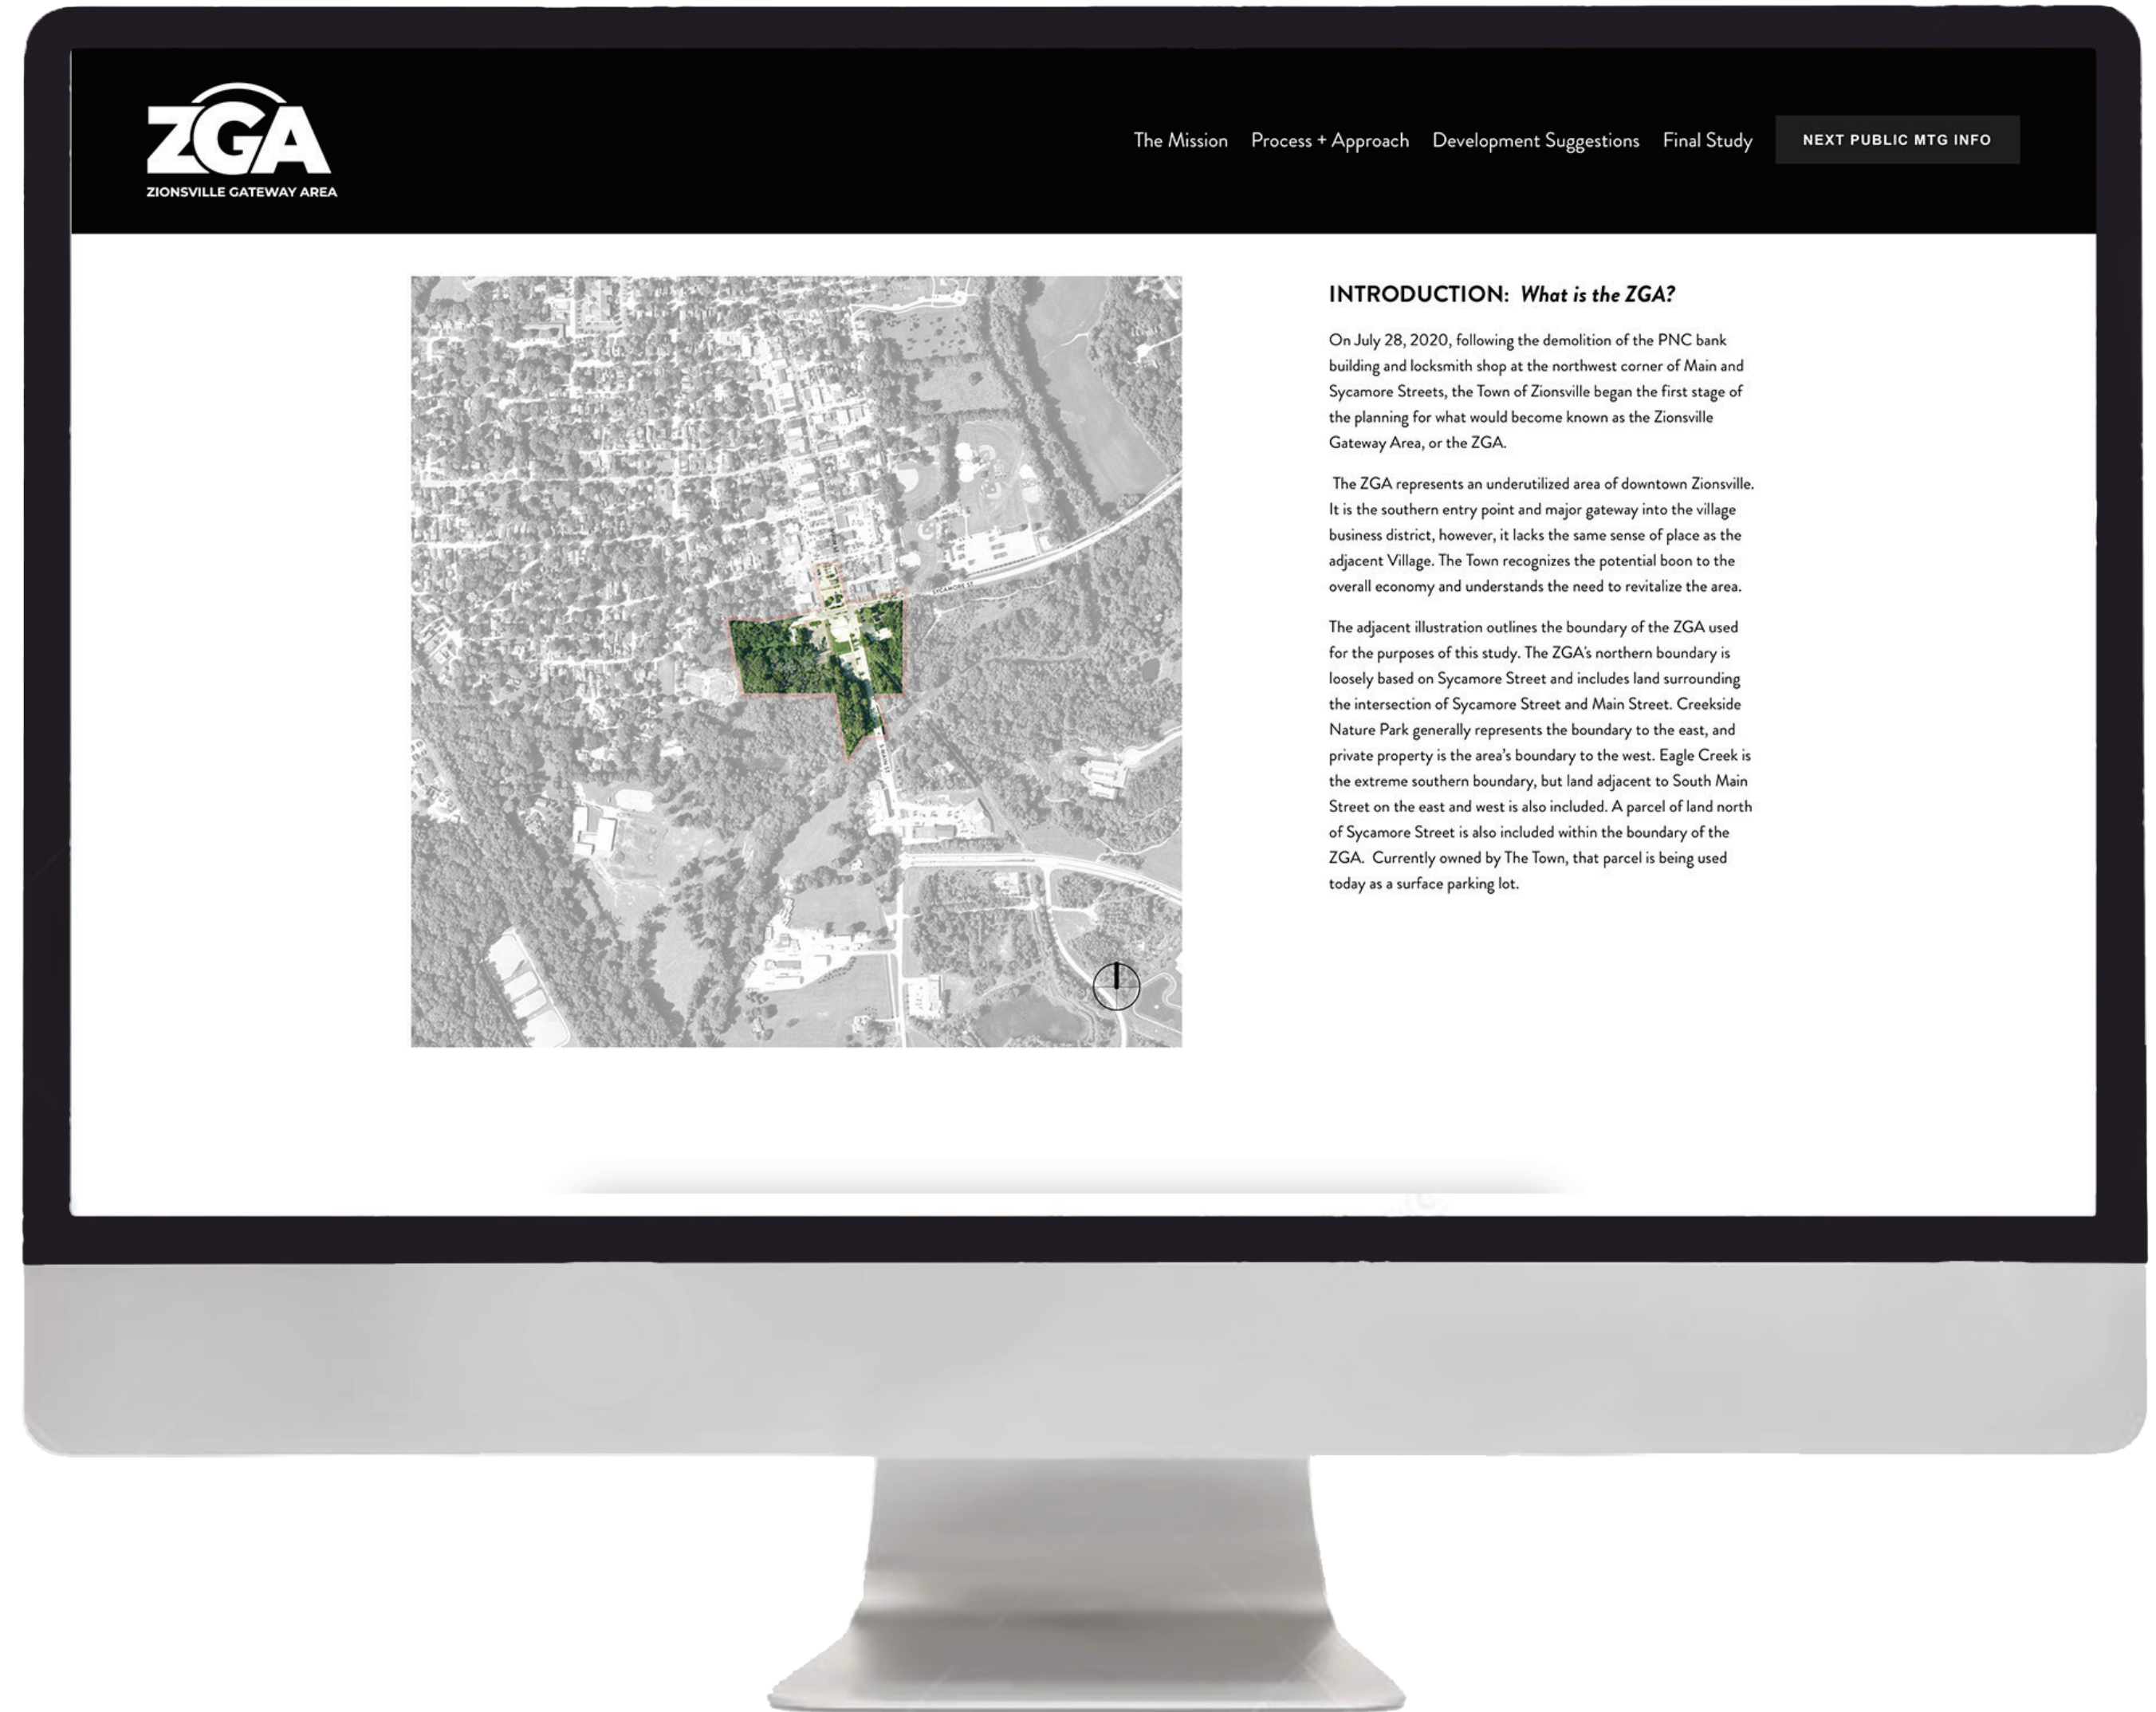 ZGA
ZIONSVILLE GATEWAY AREA
The Mission Process + Approach Development Suggestions Final Study NEXT PUBLIC MTG INFO
SYCAMORE ST
S MAIN ST
INTRODUCTION: What is the ZGA?
On July 28, 2020, following the demolition of the PNC bank
building and locksmith shop at the northwest corner of Main and
Sycamore Streets, the Town of Zionsville began the first stage of
the planning for what would become known as the Zionsville
Gateway Area, or the ZGA.
The ZGA represents an underutilized area of downtown Zionsville.
It is the southern entry point and major gateway into the village
business district, however, it lacks the same sense of place as the
adjacent Village. The Town recognizes the potential boon to the
overall economy and understands the need to revitalize the area.
The adjacent illustration outlines the boundary of the ZGA used
for the purposes of this study. The ZGA's northern boundary is
loosely based on Sycamore Street and includes land surrounding
the intersection of Sycamore Street and Main Street. Creekside
Nature Park generally represents the boundary to the east, and
private property is the area's boundary to the west. Eagle Creek is
the extreme southern boundary, but land adjacent to South Main
Street on the east and west is also included. A parcel of land north
of Sycamore Street is also included within the boundary of the
ZGA. Currently owned by The Town, that parcel is being used
today as a surface parking lot.